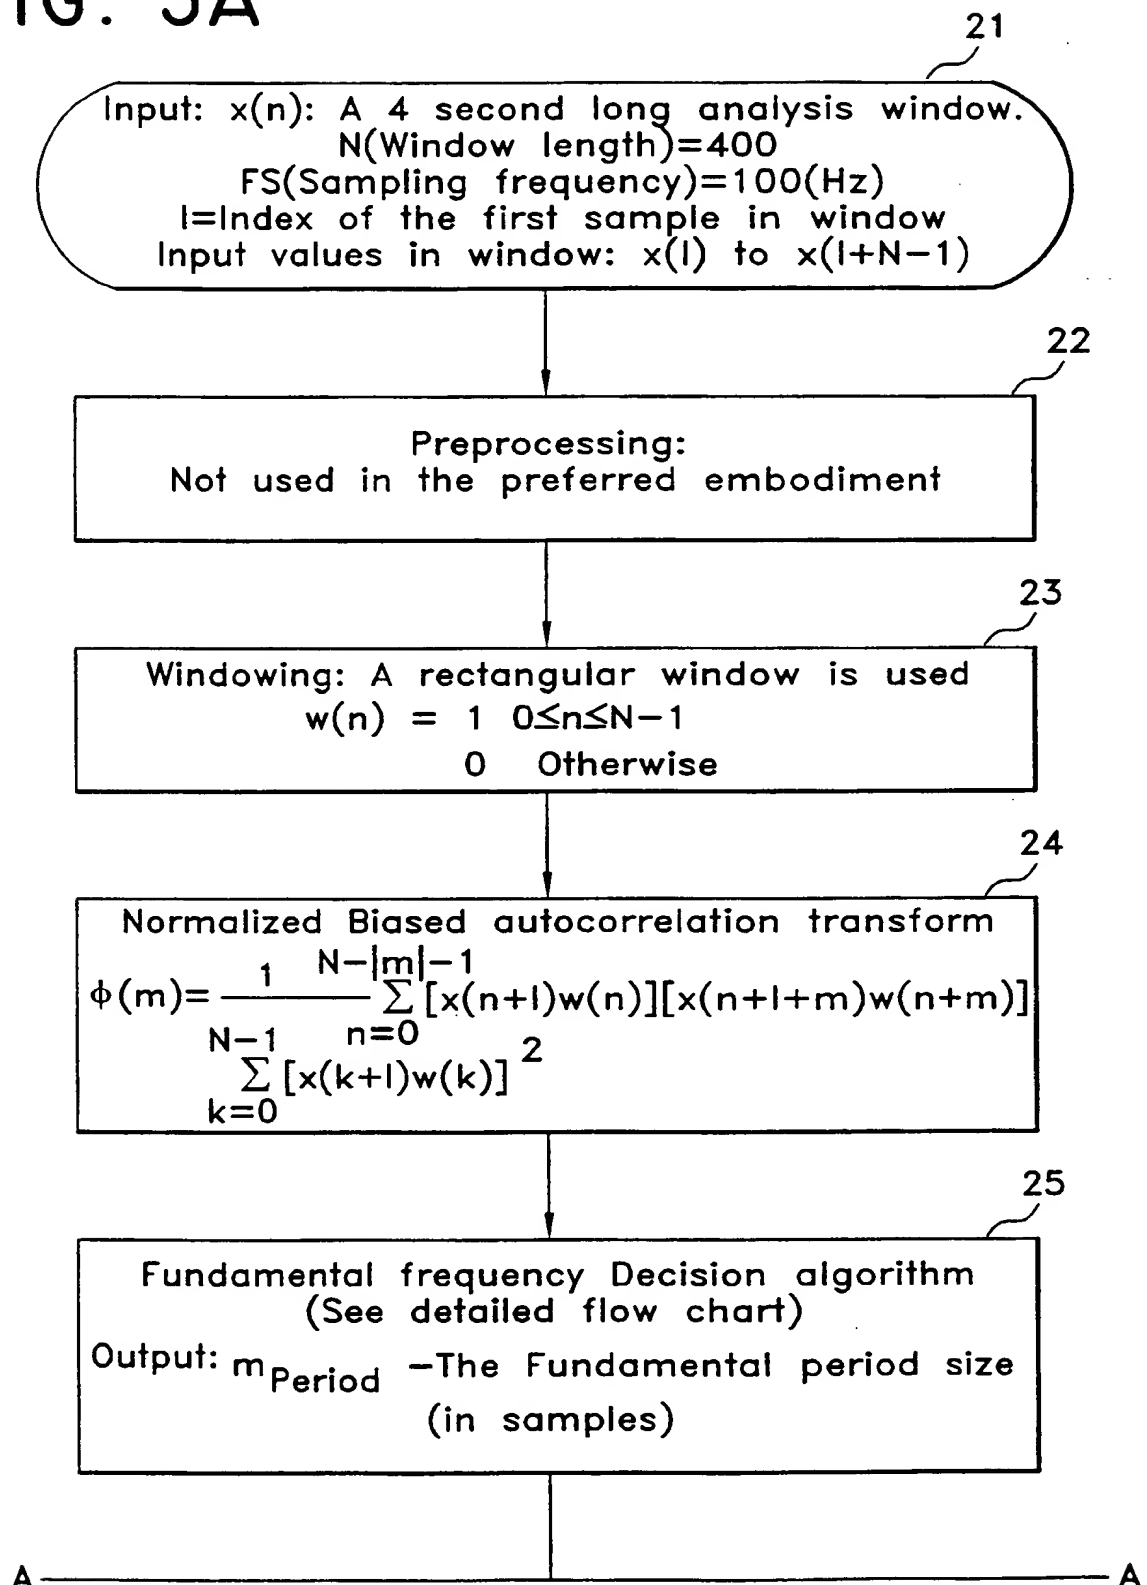 FIG. 5A
21
Input: x(n): A 4 second long analysis window.
N(Window length)=400
FS(Sampling frequency)=100(Hz)
I=Index of the first sample in window
Input values in window: x(I) to x(I+N-1)
22
Preprocessing:
Not used in the preferred embodiment
23
Windowing: A rectangular window is used
w(n) = 1 0≤n≤N-1
0 Otherwise
24
Normalized Biased autocorrelation transform
1 N-|m|-1
ϕ(m)= Σ [x(n+I)w(n)][x(n+I+m)w(n+m)]
N-1 n=0
Σ [x(k+I)w(k)] 2
k=0
25
Fundamental frequency Decision algorithm
(See detailed flow chart)
Output: mPeriod -The Fundamental period size
(in samples)
A A